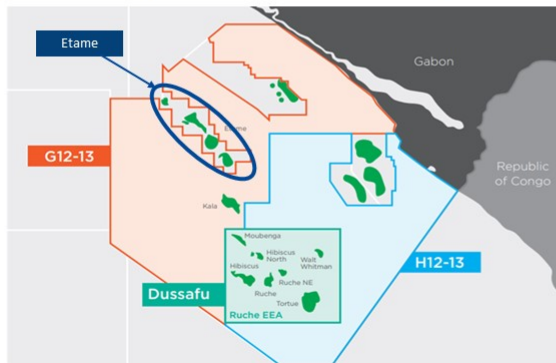 Etame
Gabon
Etame
G12-13
Republic
of Congo
Kala
Moubenga
Hibiscus
North
Walt
Whitman
Hibiscus
H12-13
Ruche NE
Ruche
Dussafu
Tortue
Ruche EEA